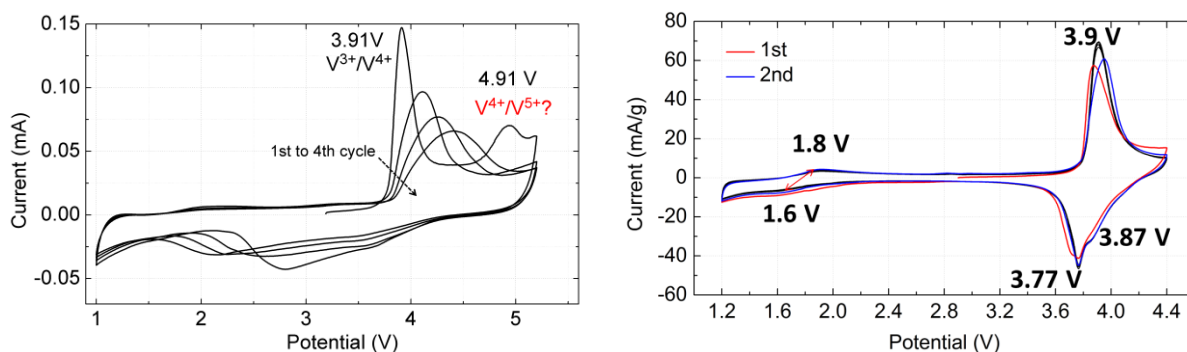 0.15
0.10
0.05
0.00
-0.05
Current (mA)
3.91V
V³⁺/V⁴⁺
4.91 V
V⁴⁺/V⁵⁺?
1st to 4th cycle
1 2 3 4 5
Potential (V)
80
60
40
20
0
-20
-40
-60
Current (mA/g)
1st
2nd
3.9 V
1.8 V
1.6 V
3.87 V
3.77 V
1.2 1.6 2.0 2.4 2.8 3.2 3.6 4.0 4.4
Potential (V)